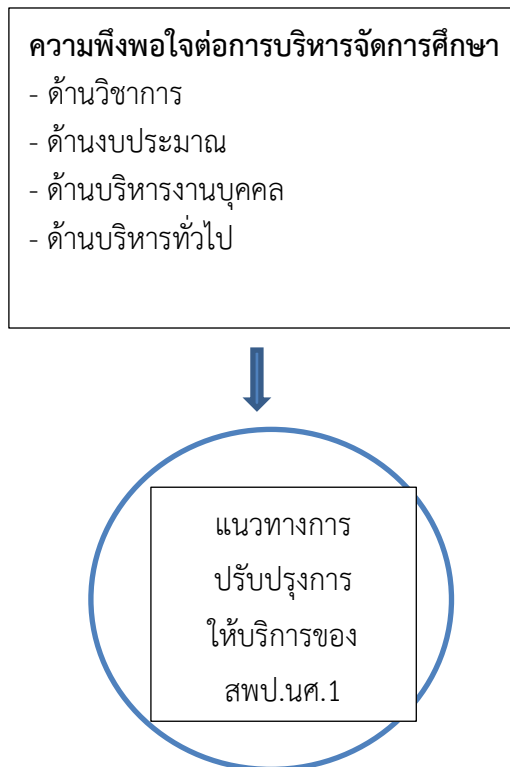 ความพึงพอใจต่อการบริหารจัดการศึกษา
- ด้านวิชาการ
- ด้านงบประมาณ
- ด้านบริหารงานบุคคล
- ด้านบริหารทั่วไป
แนวทางการ
ปรับปรุงการ
ให้บริการของ
สพป.นศ.1